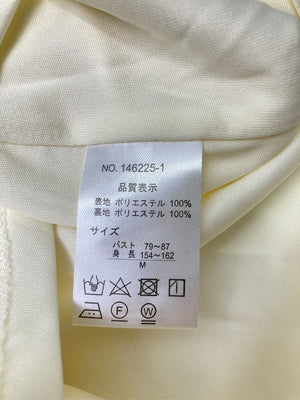 NO. 146225-1
品質表示
表地 ポリエステル 100%
裏地 ポリエステル 100%
サイズ
バスト 79～87
身 長 154～162
M
F W